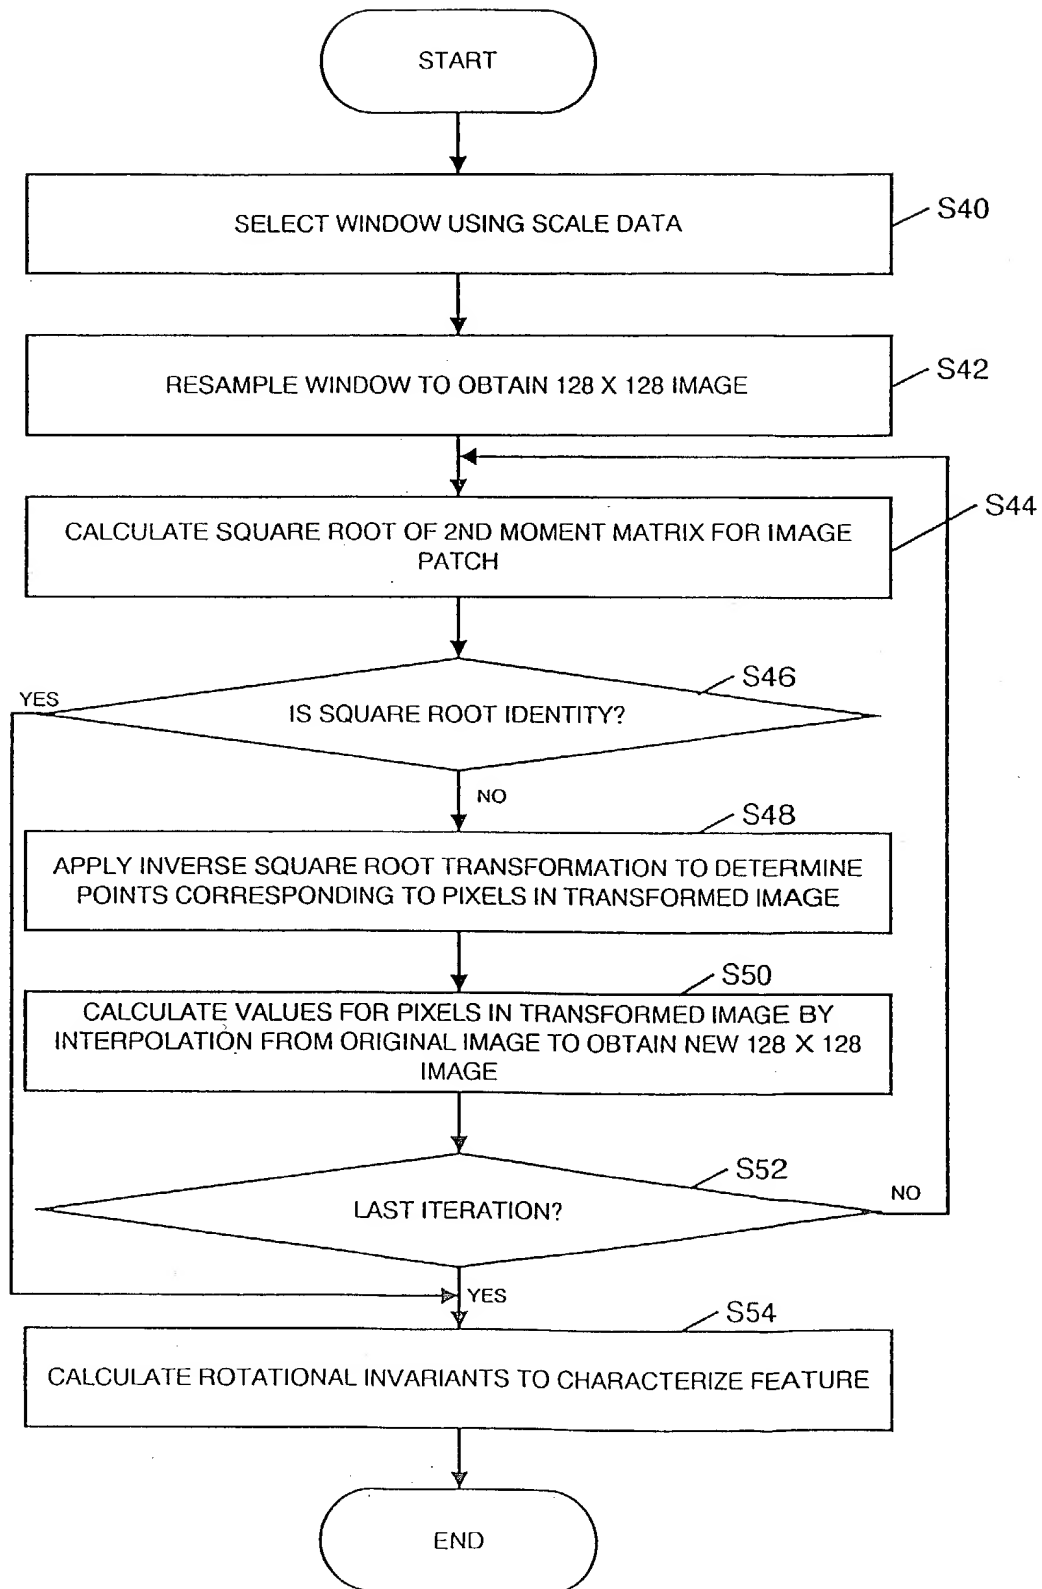 START
SELECT WINDOW USING SCALE DATA
S40
RESAMPLE WINDOW TO OBTAIN 128 X 128 IMAGE
S42
CALCULATE SQUARE ROOT OF 2ND MOMENT MATRIX FOR IMAGE
PATCH
S44
S46
YES
IS SQUARE ROOT IDENTITY?
NO
S48
APPLY INVERSE SQUARE ROOT TRANSFORMATION TO DETERMINE
POINTS CORRESPONDING TO PIXELS IN TRANSFORMED IMAGE
S50
CALCULATE VALUES FOR PIXELS IN TRANSFORMED IMAGE BY
INTERPOLATION FROM ORIGINAL IMAGE TO OBTAIN NEW 128 X 128
IMAGE
S52
LAST ITERATION?
NO
YES
S54
CALCULATE ROTATIONAL INVARIANTS TO CHARACTERIZE FEATURE
END